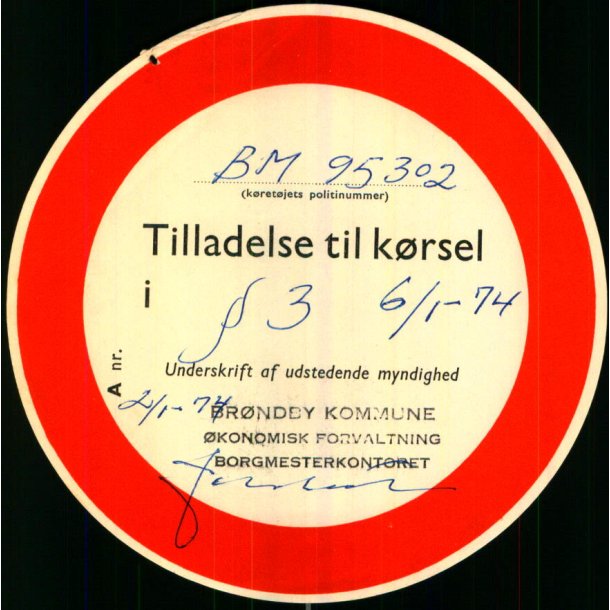 BM 95302
(køretøjets politinummer)
Tilladelse til kørsel
i § 3 6/1-74
Underskrift af udstedende myndighed
A nr.
2/1-74 BRØNDBY KOMMUNE
ØKONOMISK FORVALTNING
BORGMESTERKONTORET